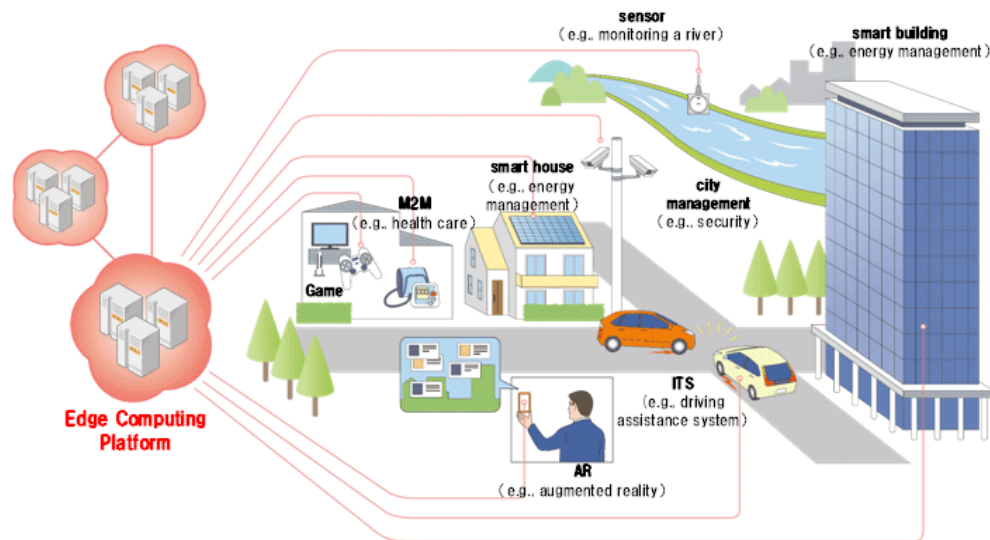 sensor
(e.g., monitoring a river)
smart building
(e.g., energy management)
smart house
(e.g., energy
management)
city
management
(e.g., security)
M2M
(e.g., health care)
Game
ITS
(e.g., driving
assistance system)
Edge Computing
Platform
AR
(e.g., augmented reality)